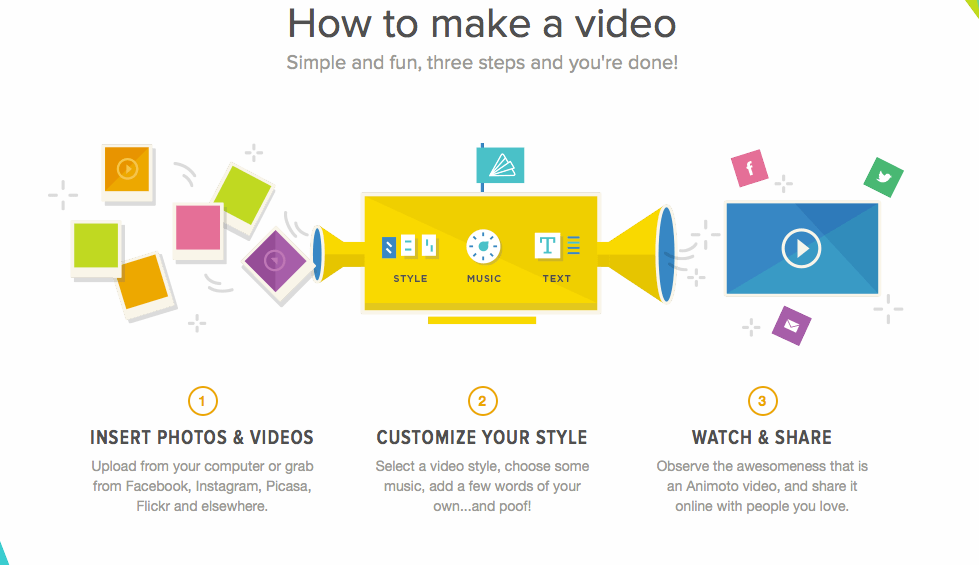 How to make a video
Simple and fun, three steps and you're done!
f
STYLE
MUSIC
T
TEXT
1
INSERT PHOTOS & VIDEOS
Upload from your computer or grab
from Facebook, Instagram, Picasa,
Flickr and elsewhere.
2
CUSTOMIZE YOUR STYLE
Select a video style, choose some
music, add a few words of your
own...and poof!
3
WATCH & SHARE
Observe the awesomeness that is
an Animoto video, and share it
online with people you love.